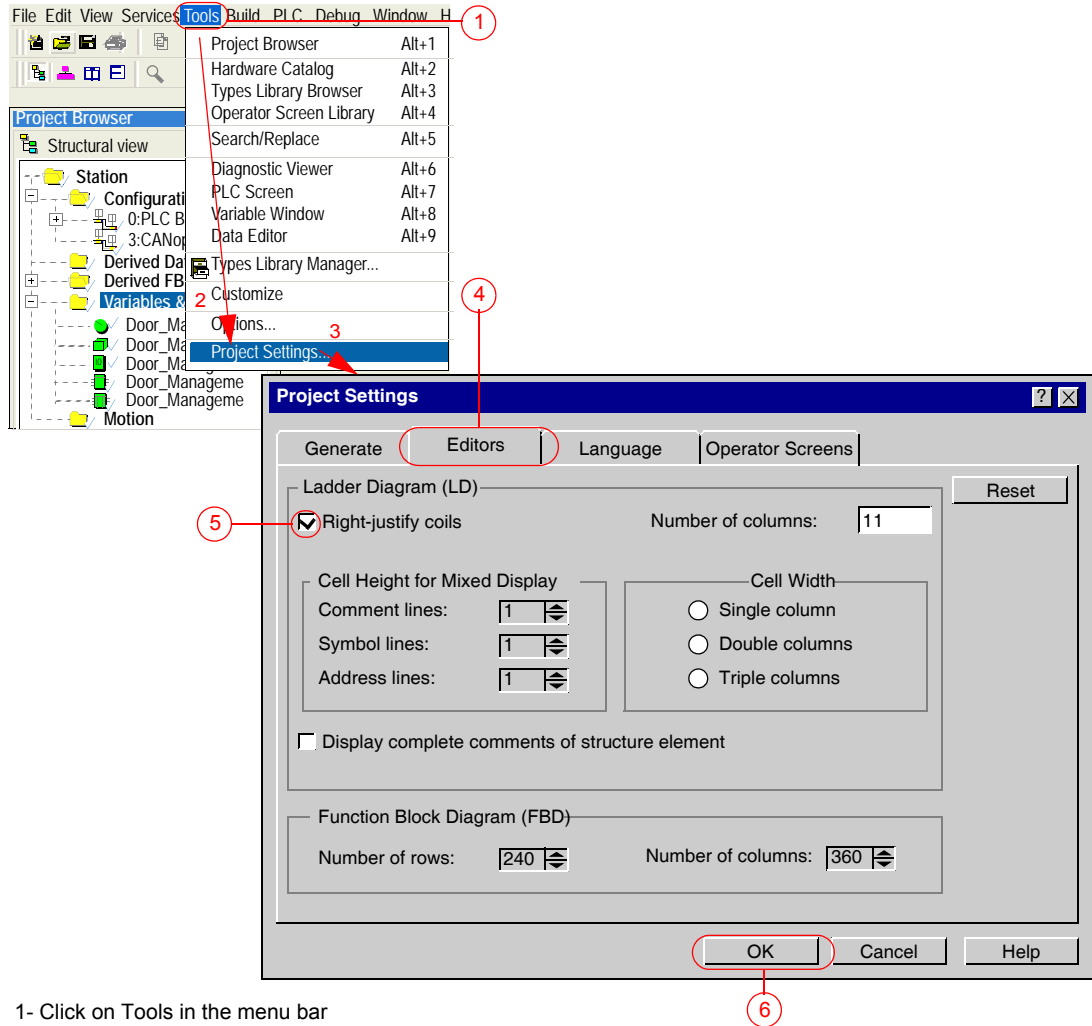 File Edit View Services Tools Build PLC Debug Window H
1
Project Browser Alt+1
Hardware Catalog Alt+2
Types Library Browser Alt+3
Operator Screen Library Alt+4
Search/Replace Alt+5
Diagnostic Viewer Alt+6
PLC Screen Alt+7
Variable Window Alt+8
Data Editor Alt+9
Types Library Manager...
2 Customize
Options...
3
Project Settings...
Project Browser
Structural view
Station
Configurati
0:PLC B
3:CANop
Derived Da
Derived FB
Variables &
Door_Ma
Door_Ma
Door_Manage
Door_Manageme
Door_Manageme
Motion
4
Project Settings
Generate Editors Language Operator Screens
Ladder Diagram (LD)
Reset
5
Right-justify coils Number of columns: 11
Cell Height for Mixed Display Cell Width
Comment lines: 1 Single column
Symbol lines: 1 Double columns
Address lines: 1 Triple columns
Display complete comments of structure element
Function Block Diagram (FBD)
Number of rows: 240 Number of columns: 360
OK Cancel Help
6
1- Click on Tools in the menu bar